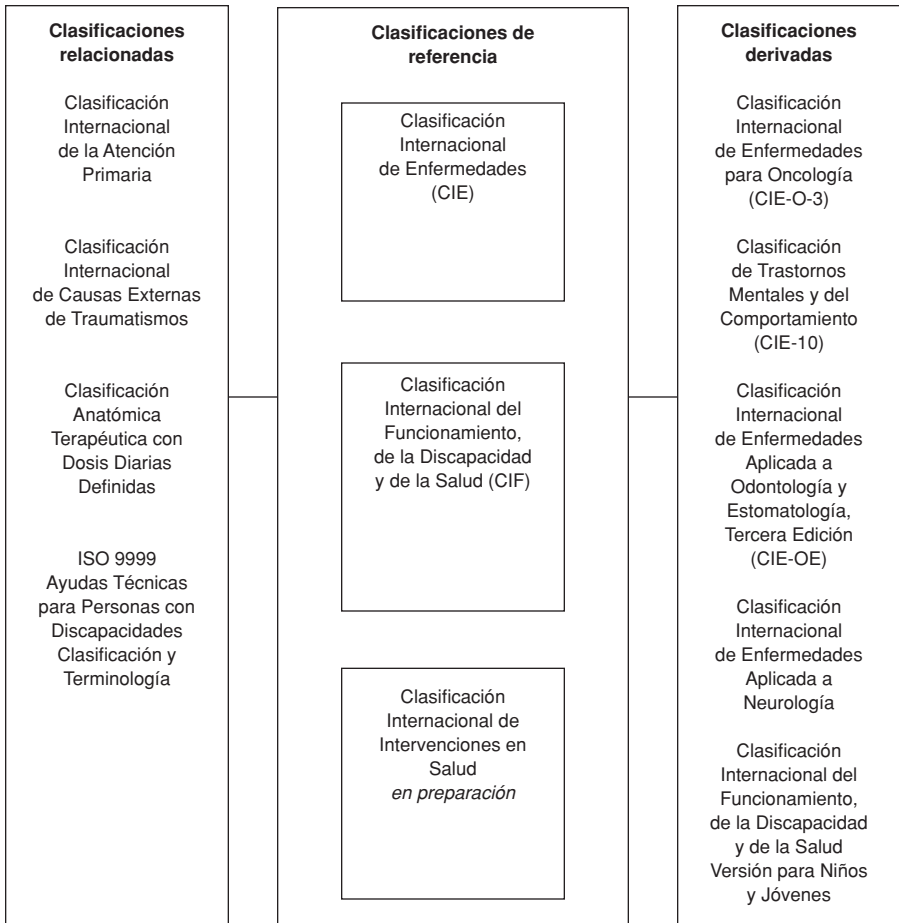 Clasificaciones
relacionadas
Clasificación
Internacional
de la Atención
Primaria
Clasificación
Internacional
de Causas Externas
de Traumatismos
Clasificación
Anatómica
Terapéutica con
Dosis Diarias
Definidas
ISO 9999
Ayudas Técnicas
para Personas con
Discapacidades
Clasificación y
Terminología
Clasificaciones de
referencia
Clasificación
Internacional
de Enfermedades
(CIE)
Clasificación
Internacional del
Funcionamiento,
de la Discapacidad
y de la Salud (CIF)
Clasificación
Internacional de
Intervenciones en
Salud
en preparación
Clasificaciones
derivadas
Clasificación
Internacional
de Enfermedades
para Oncología
(CIE-O-3)
Clasificación
de Trastornos
Mentales y del
Comportamiento
(CIE-10)
Clasificación
Internacional
de Enfermedades
Aplicada a
Odontología y
Estomatología,
Tercera Edición
(CIE-OE)
Clasificación
Internacional
de Enfermedades
Aplicada a
Neurología
Clasificación
Internacional del
Funcionamiento,
de la Discapacidad
y de la Salud
Versión para Niños
y Jóvenes